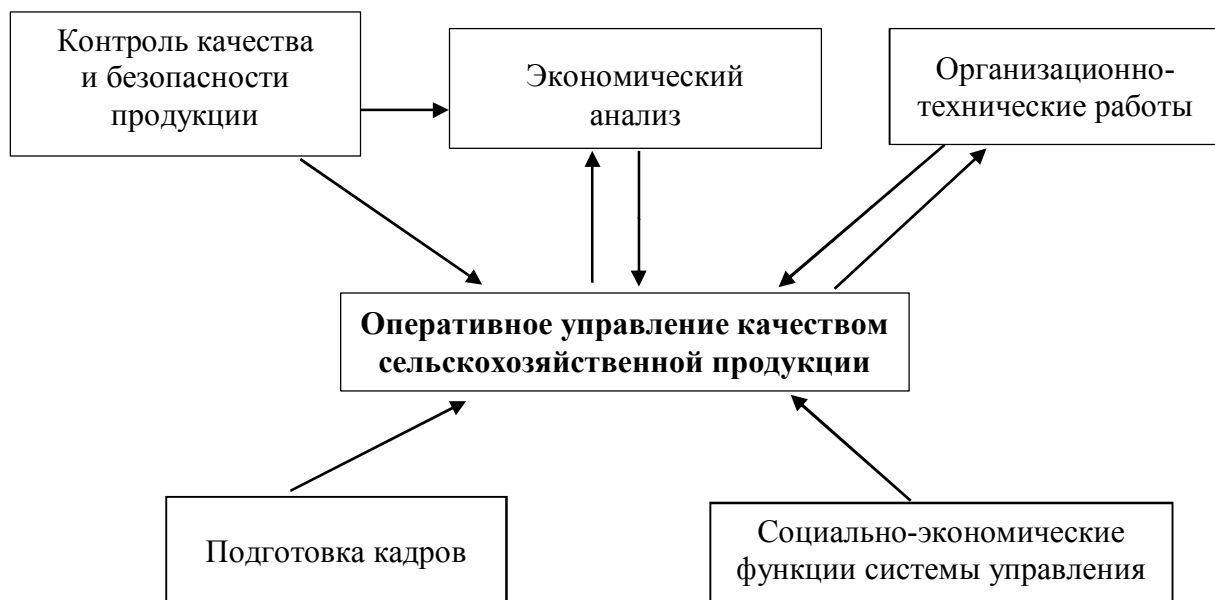 Контроль качества
и безопасности
продукции
Экономический
анализ
Организационно-
технические работы
Оперативное управление качеством
сельскохозяйственной продукции
Подготовка кадров
Социально-экономические
функции системы управления